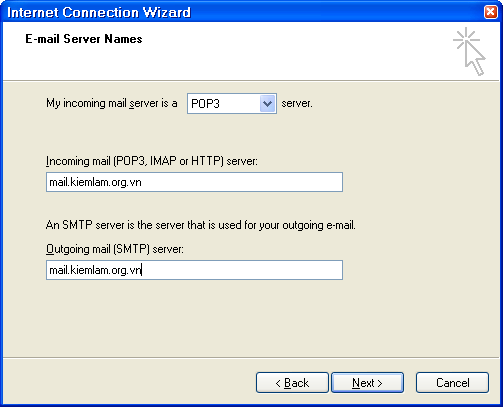 Internet Connection Wizard
E-mail Server Names
My incoming mail server is a POP3 server.
Incoming mail (POP3, IMAP or HTTP) server:
mail.kiemlam.org.vn
An SMTP server is the server that is used for your outgoing e-mail.
Outgoing mail (SMTP) server:
mail.kiemlam.org.vn
< Back Next > Cancel